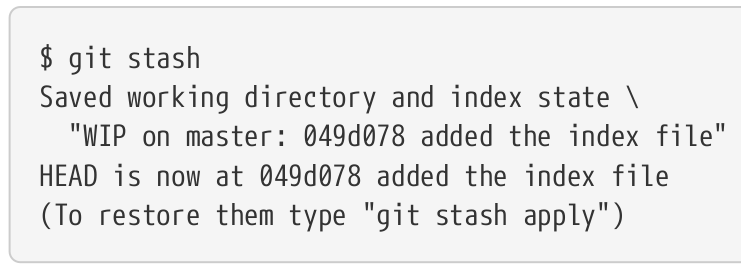 $ git stash
Saved working directory and index state \
  "WIP on master: 049d078 added the index file"
HEAD is now at 049d078 added the index file
(To restore them type "git stash apply")